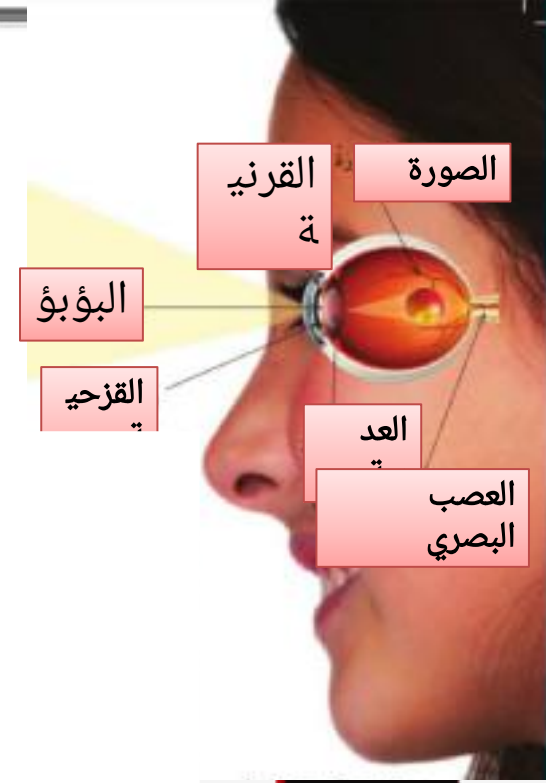 الصورة
القرني
ة
البؤبؤ
القزحي
ة
العد
ة
العصب
البصري